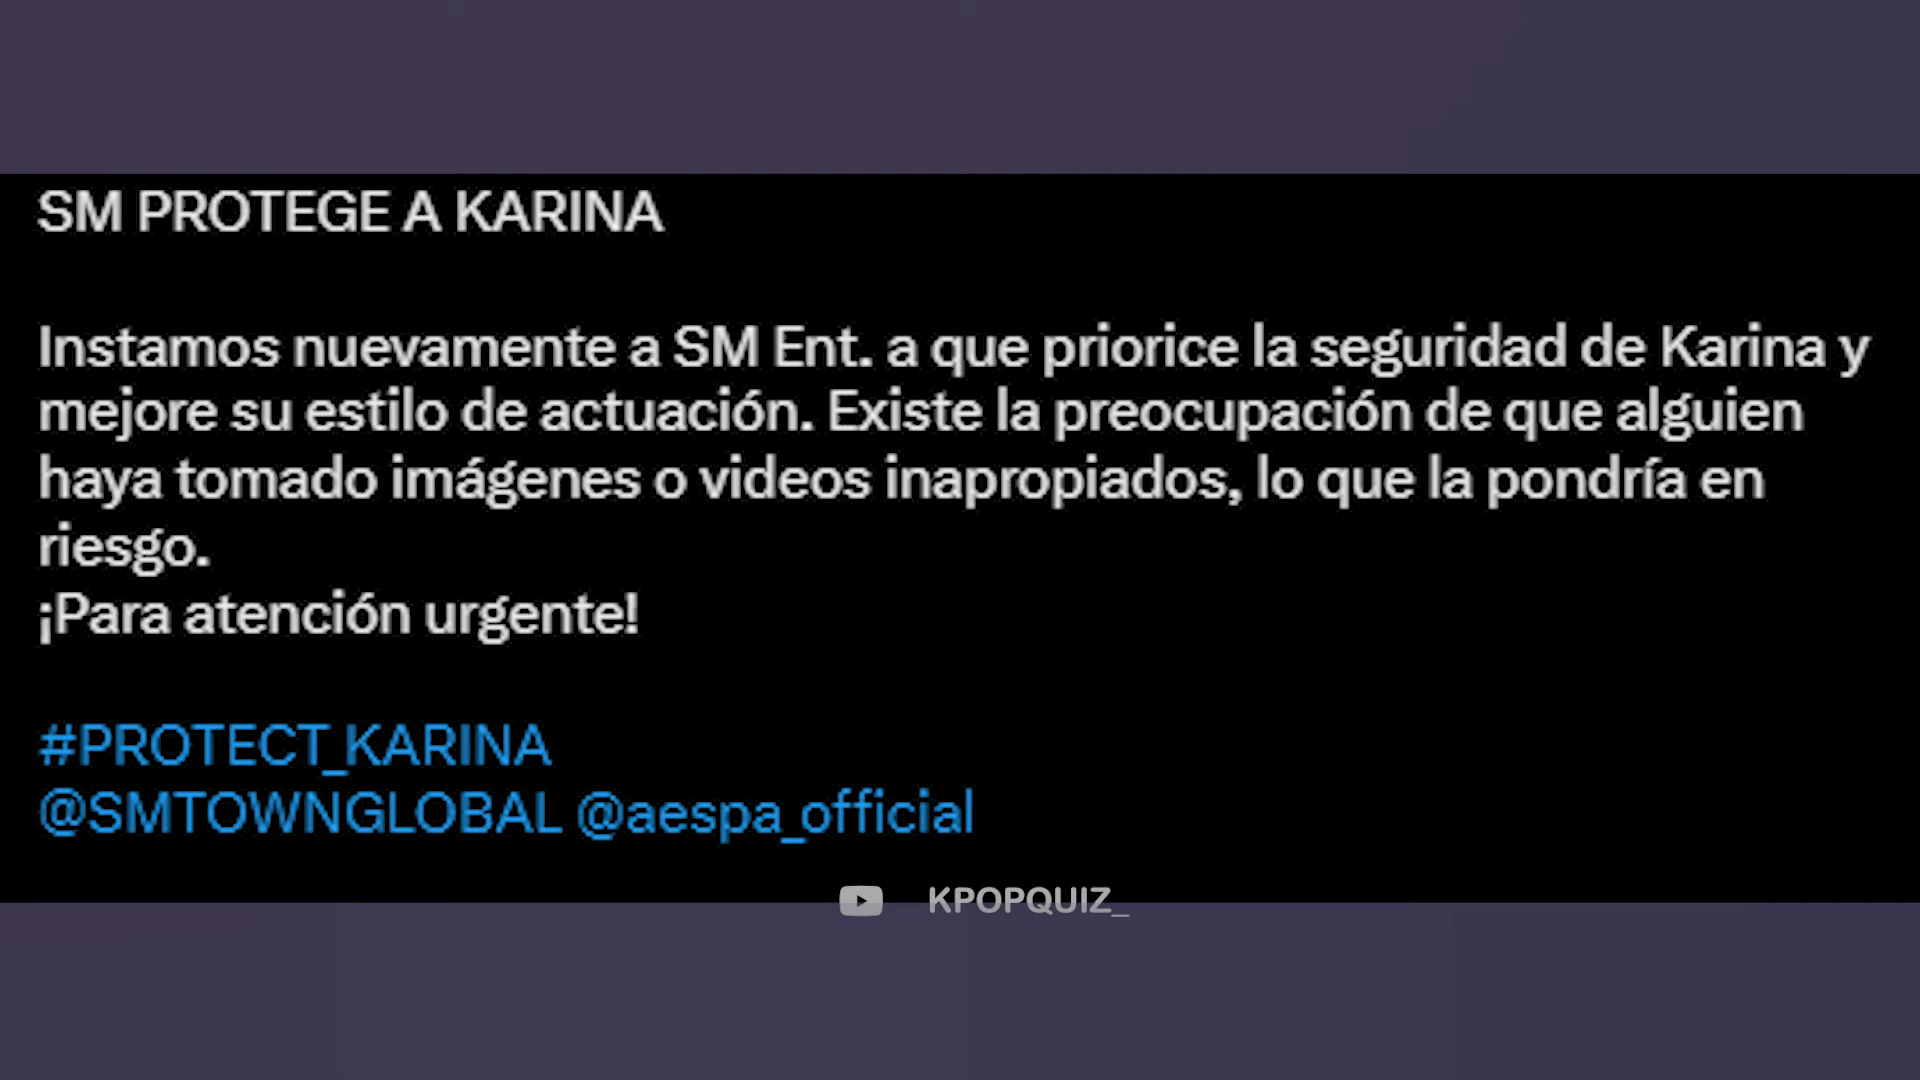 SM PROTEGE A KARINA
Instamos nuevamente a SM Ent. a que priorice la seguridad de Karina y
mejore su estilo de actuación. Existe la preocupación de que alguien
haya tomado imágenes o videos inapropiados, lo que la pondría en
riesgo.
¡Para atención urgente!
#PROTECT_KARINA
@SMTOWNGLOBAL @aespa_official
KPOPQUIZ_